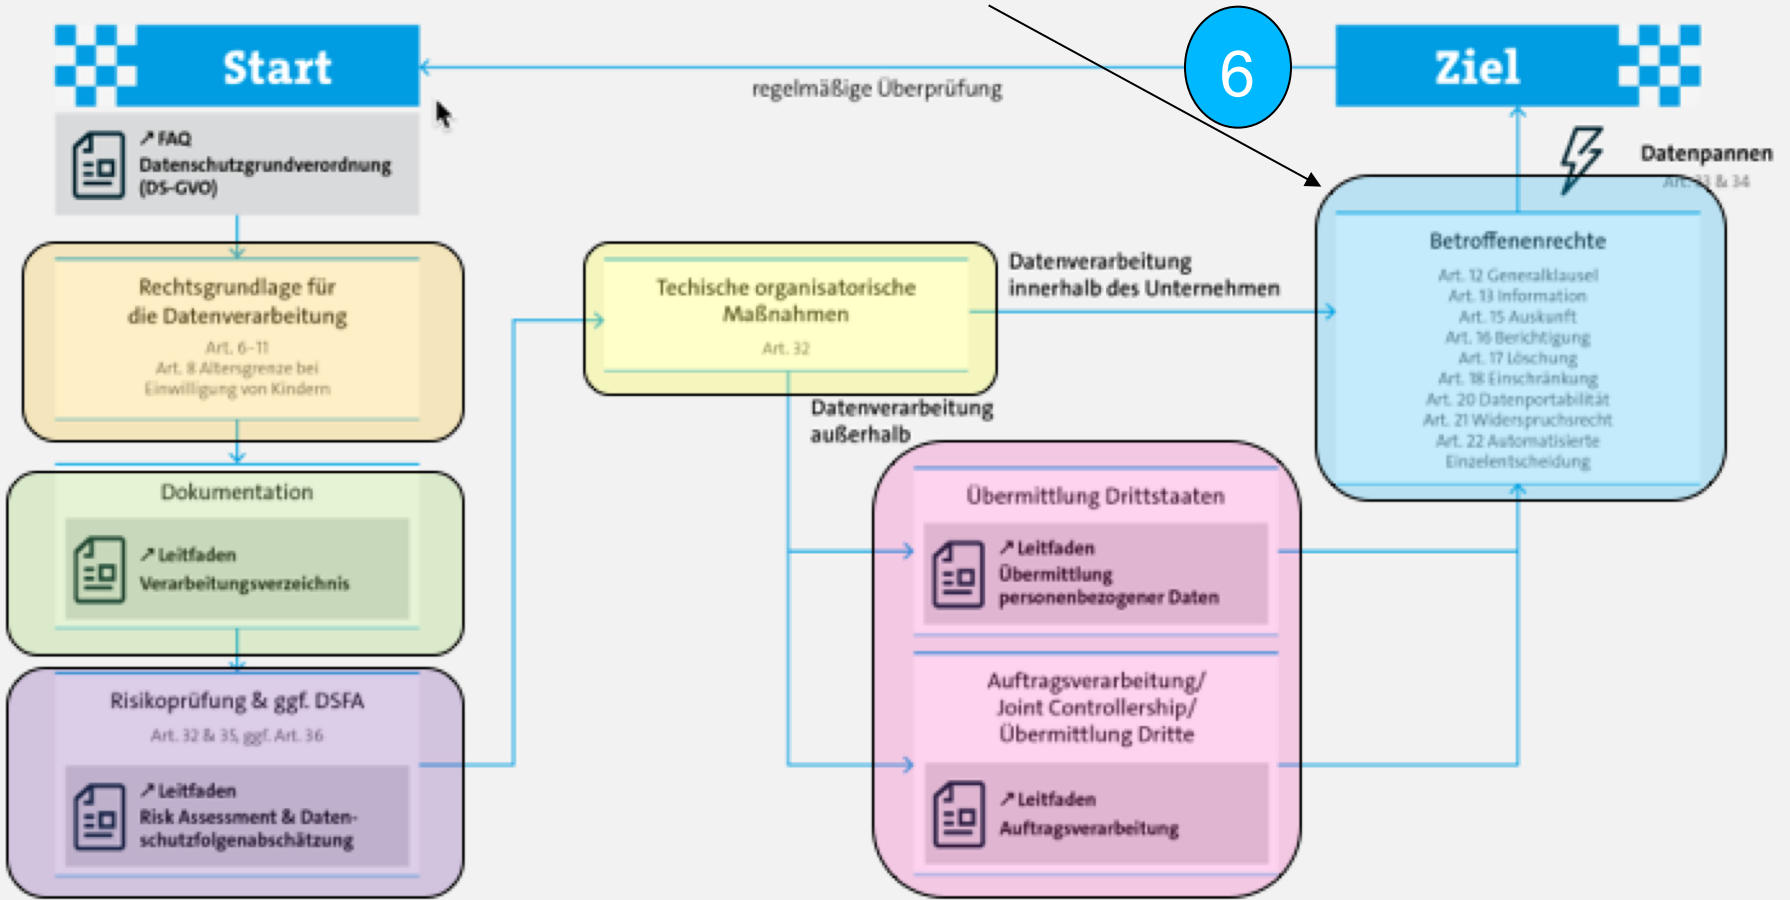 Start
regelmäßige Überprüfung
6
Ziel
↗ FAQ
Datenschutzgrundverordnung
(DS-GVO)
Datenpannen
Art. 33 & 34
Rechtsgrundlage für
die Datenverarbeitung
Art. 6-11
Art. 8 Altersgrenze bei
Einwilligung von Kindern
Dokumentation
↗ Leitfaden
Verarbeitungsverzeichnis
Risikoprüfung & ggf. DSFA
Art. 32 & 35, ggf. Art. 36
↗ Leitfaden
Risk Assessment & Daten-
schutzfolgenabschätzung
Techische organisatorische
Maßnahmen
Art. 32
Datenverarbeitung
innerhalb des Unternehmen
Datenverarbeitung
außerhalb
Übermittlung Drittstaaten
↗ Leitfaden
Übermittlung
personenbezogener Daten
Auftragsverarbeitung/
Joint Controllership/
Übermittlung Dritte
↗ Leitfaden
Auftragsverarbeitung
Betroffenenrechte
Art. 12 Generalklausel
Art. 13 Information
Art. 15 Auskunft
Art. 16 Berichtigung
Art. 17 Löschung
Art. 18 Einschränkung
Art. 20 Datenportabilität
Art. 21 Widerspruchsrecht
Art. 22 Automatisierte
Einzelentscheidung